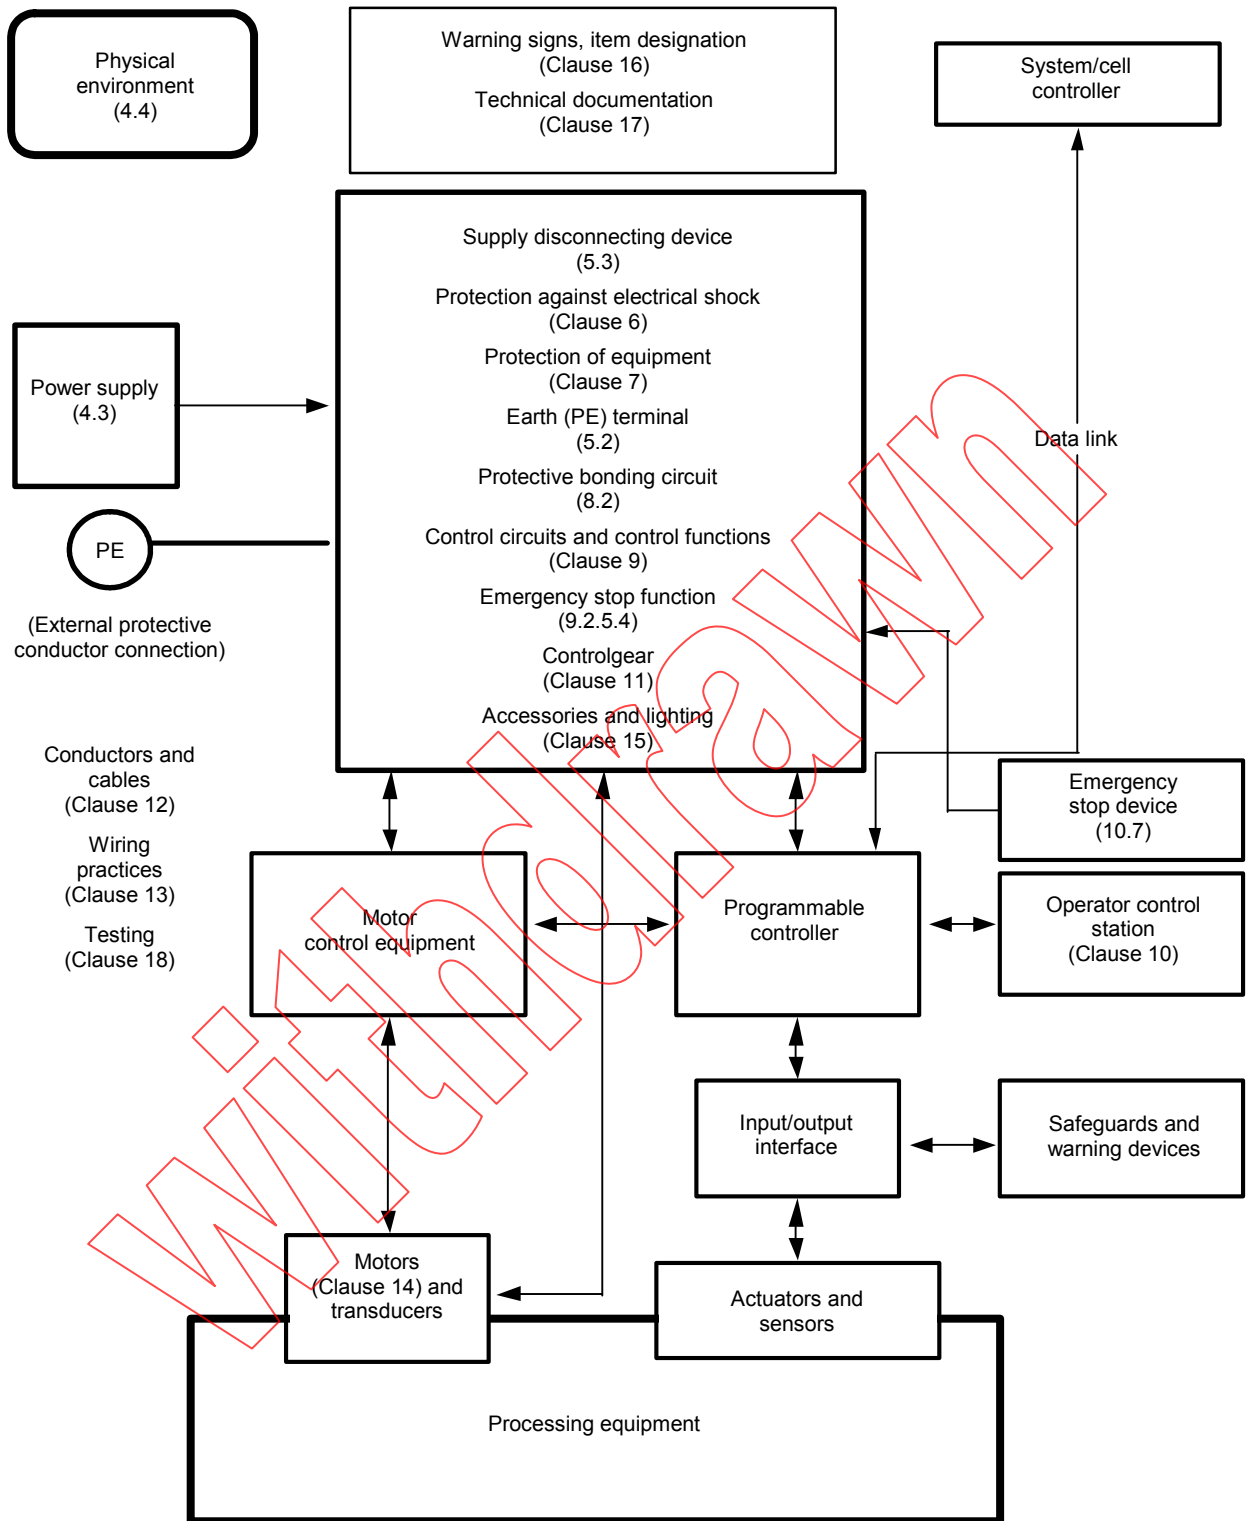 Physical
environment
(4.4)
Warning signs, item designation
(Clause 16)
Technical documentation
(Clause 17)
System/cell
controller
Supply disconnecting device
(5.3)
Protection against electrical shock
(Clause 6)
Protection of equipment
(Clause 7)
Earth (PE) terminal
(5.2)
Protective bonding circuit
(8.2)
Control circuits and control functions
(Clause 9)
Emergency stop function
(9.2.5.4)
Controlgear
(Clause 11)
Accessories and lighting
(Clause 15)
Power supply
(4.3)
PE
(External protective
conductor connection)
Data link
Conductors and
cables
(Clause 12)
Wiring
practices
(Clause 13)
Testing
(Clause 18)
Motor
control equipment
Programmable
controller
Emergency
stop device
(10.7)
Operator control
station
(Clause 10)
Input/output
interface
Safeguards and
warning devices
Motors
(Clause 14) and
transducers
Actuators and
sensors
Processing equipment
Withdrawn